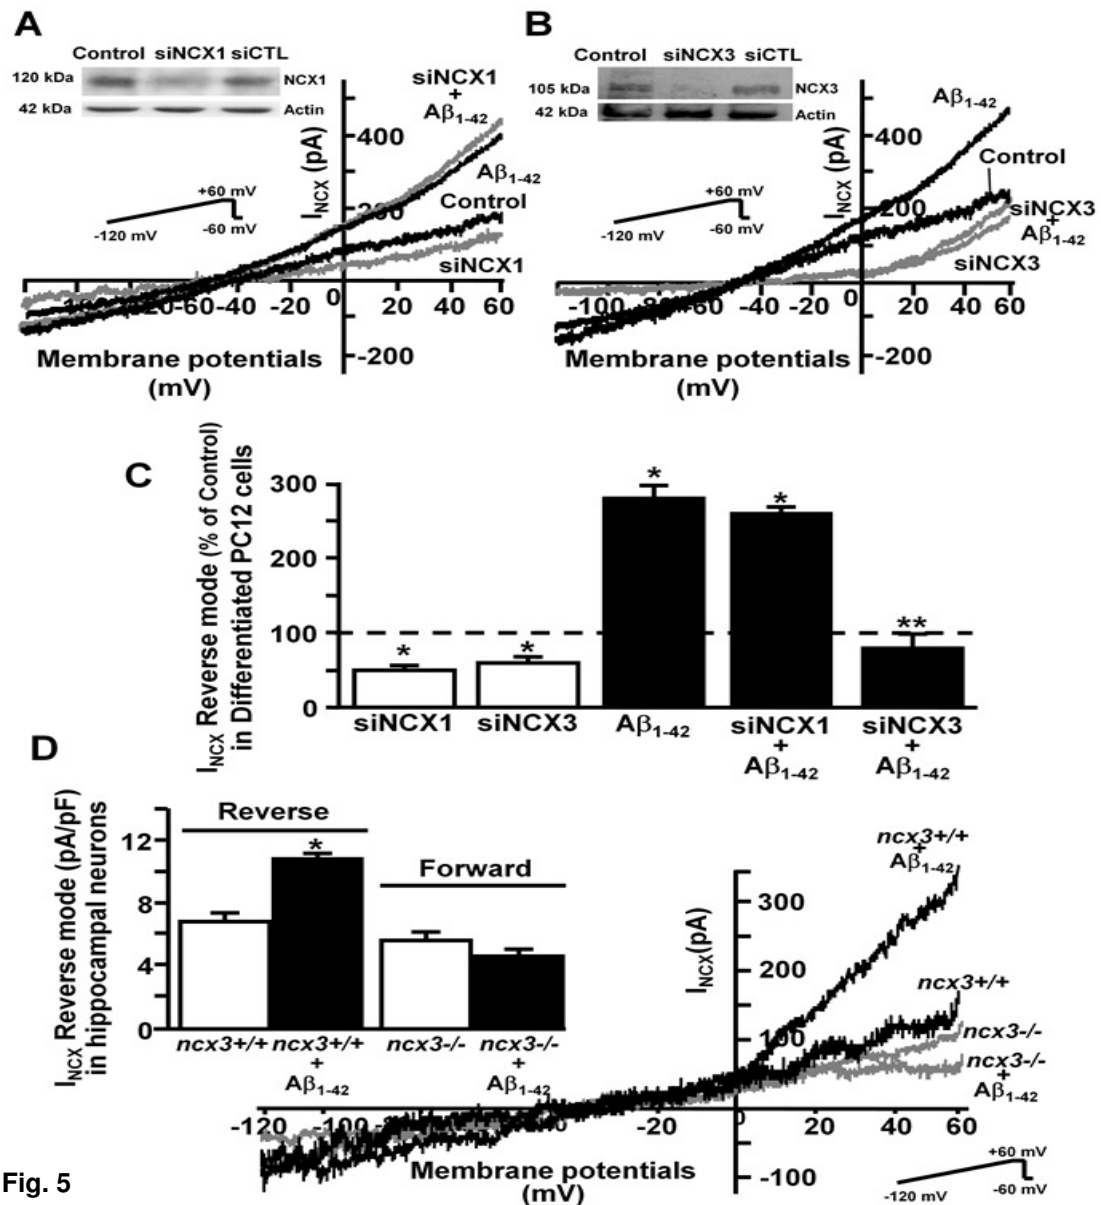 A
Control siNCX1 siCTL
120 kDa
NCX1
42 kDa
Actin
siNCX1
+
Aβ1-42
Aβ1-42
Control
siNCX1
INCX (pA)
400
200
0
-200
-60 -40 -20
20 40 60
+60 mV
-120 mV
-60 mV
Membrane potentials
(mV)
B
Control siNCX3 siCTL
105 kDa
NCX3
42 kDa
Actin
Aβ1-42
Control
siNCX3
+
Aβ1-42
siNCX3
INCX (pA)
400
200
0
-200
-100 -80 -60 -40 -20
20 40 60
+60 mV
-120 mV
-60 mV
Membrane potentials
(mV)
C
INCX Reverse mode (% of Control)
in Differentiated PC12 cells
300
200
100
0
*
*
*
*
**
siNCX1
siNCX3
Aβ1-42
siNCX1
+
Aβ1-42
siNCX3
+
Aβ1-42
D
INCX Reverse mode (pA/pF)
in hippocampal neurons
12
8
4
0
Reverse
*
Forward
ncx3+/+
ncx3+/+
+
Aβ1-42
ncx3-/-
ncx3-/-
+
Aβ1-42
INCX(pA)
300
200
100
0
-100
ncx3+/+
+
Aβ1-42
ncx3+/+
ncx3-/-
ncx3-/-
+
Aβ1-42
-120 -100
-20
20 40 60
Membrane potentials
(mV)
+60 mV
-120 mV
-60 mV
Fig. 5